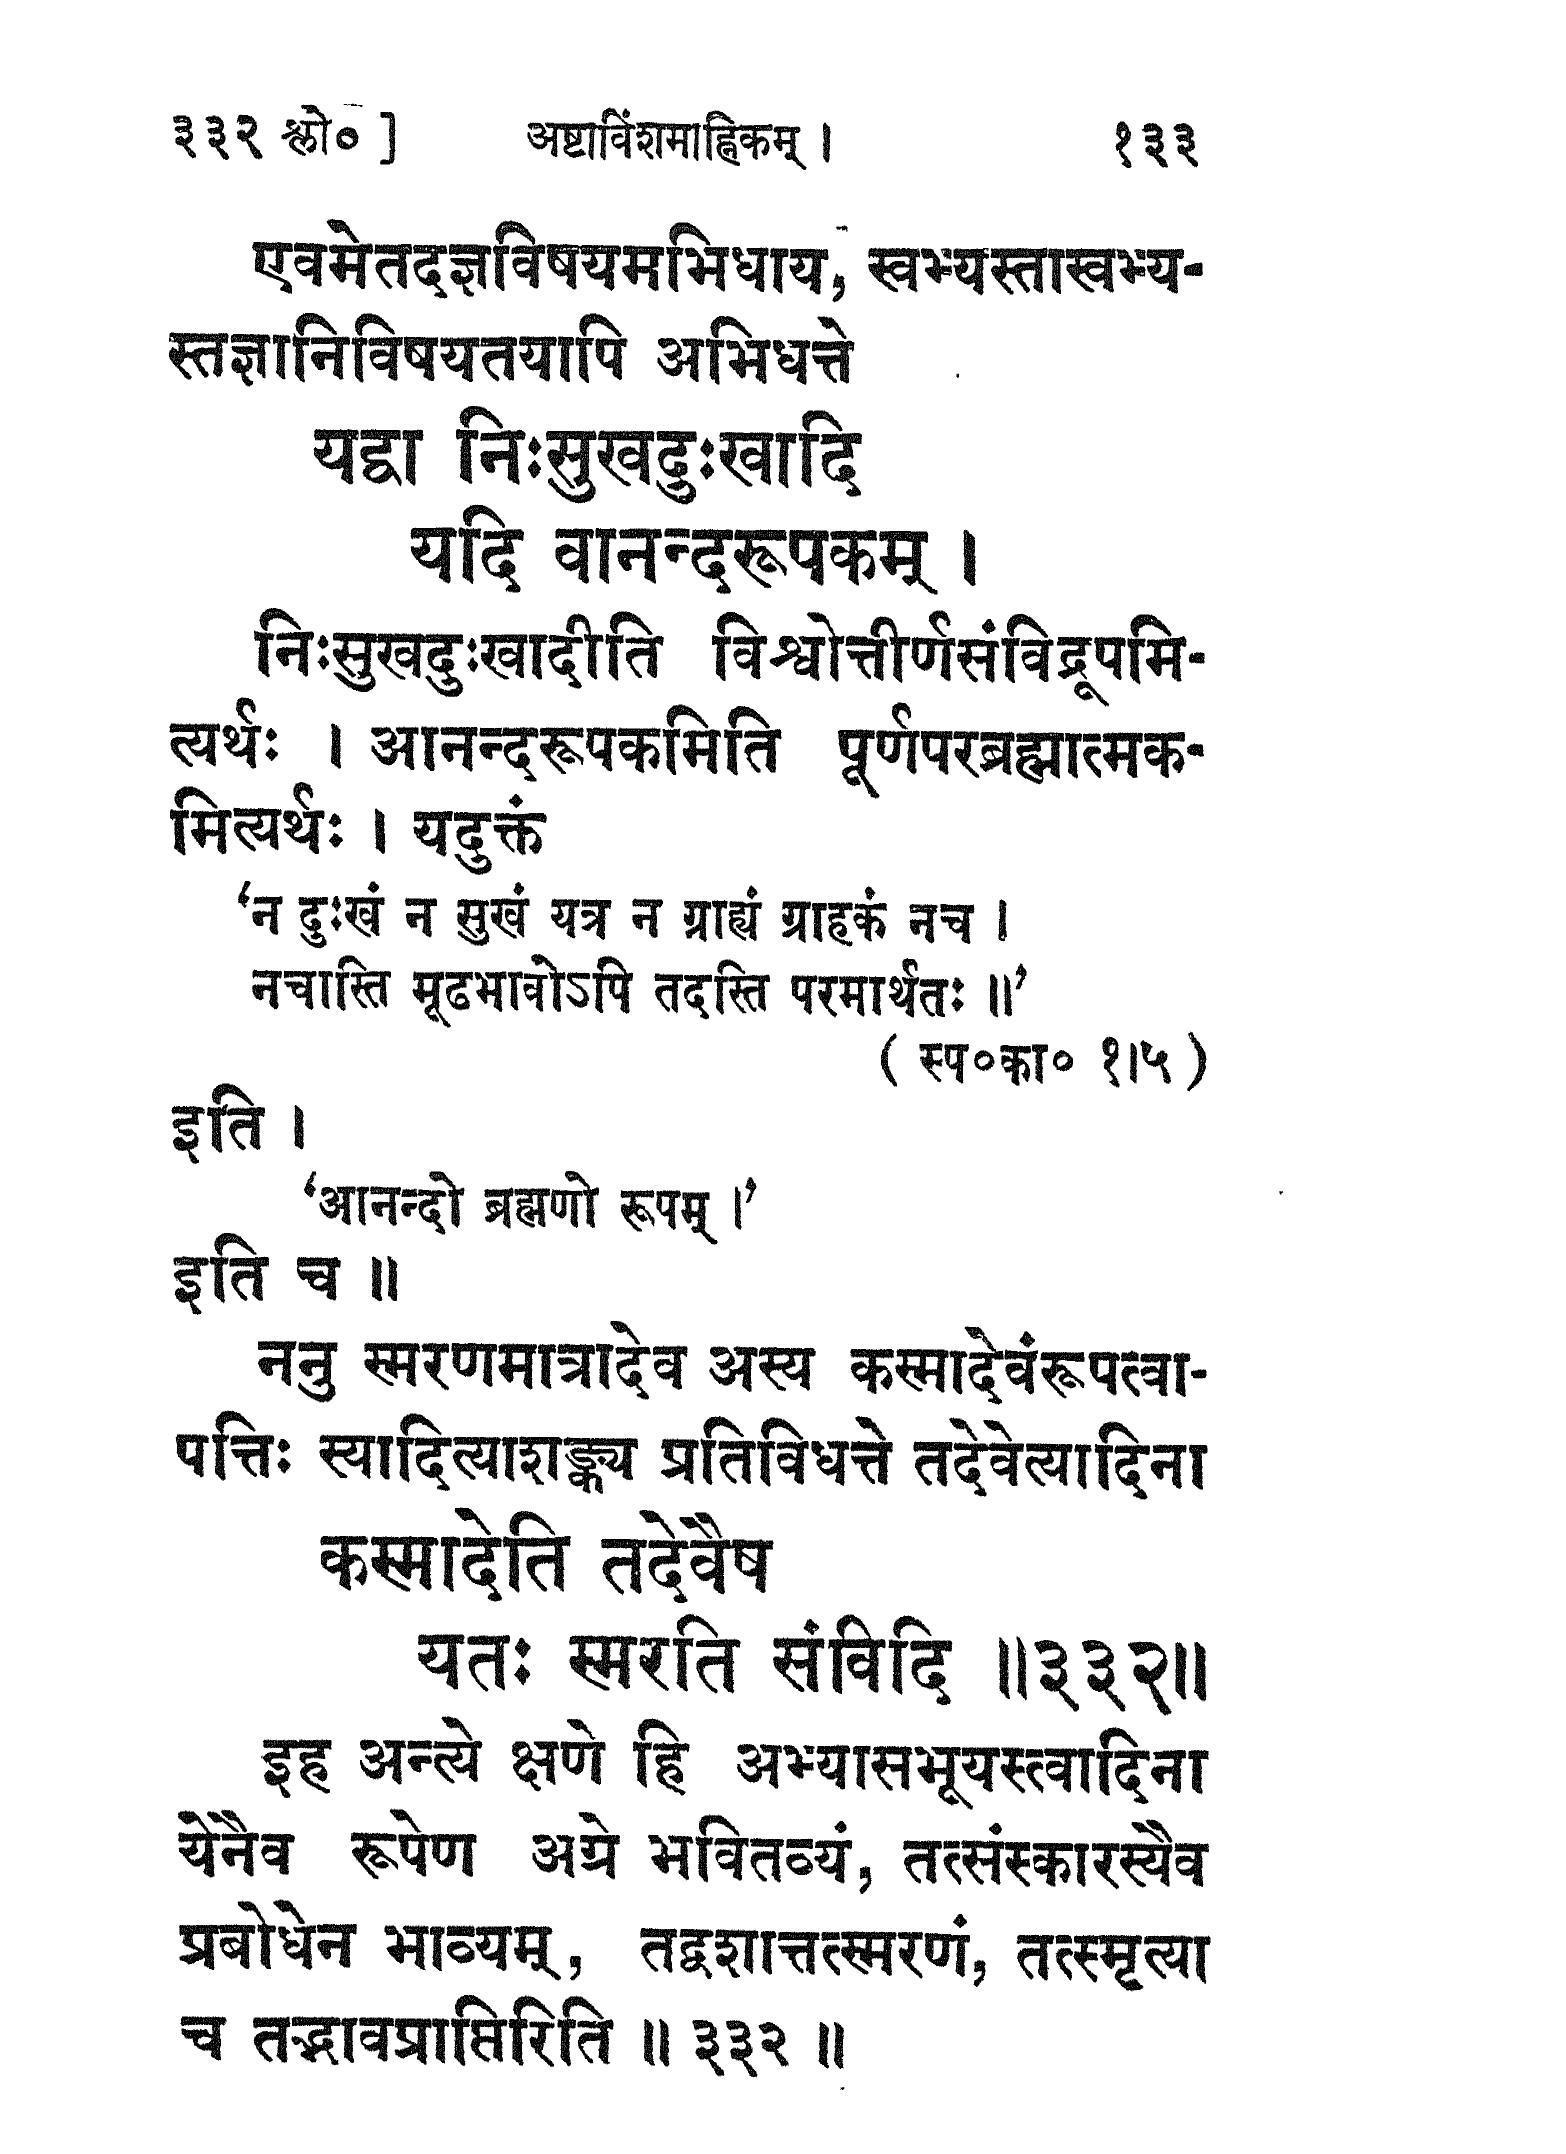 ३३२ श्लो० ] अष्टाविंशमाह्निकम् । १३३
एवमेतदज्ञविषयमभिधाय, स्वभ्यस्तास्वभ्य-
स्तज्ञानिविषयतयापि अभिधत्ते
यद्वा निःसुखदुःखादि
यदि वानन्दरूपकम् ।
निःसुखदुःखादीति विश्वोत्तीर्णसंविद्रूपमि-
त्यर्थः । आनन्दरूपकमिति पूर्णपरब्रह्मात्मक-
मित्यर्थः । यदुक्तं
‘न दुःखं न सुखं यत्र न ग्राह्यं ग्राहकं नच ।
नचास्ति मूढभावोऽपि तदस्ति परमार्थतः ॥’
( स्प०का० १।५ )
इति ।
‘आनन्दो ब्रह्मणो रूपम् ।’
इति च ॥
ननु स्मरणमात्रादेव अस्य कस्मादेवंरूपत्वा-
पत्तिः स्यादित्याशङ्क्य प्रतिविधत्ते तदेवेत्यादिना
कस्मादेति तदेवैष
यतः स्मरति संविदि ॥३३२॥
इह अन्त्ये क्षणे हि अभ्यासभूयस्त्वादिना
येनैव रूपेण अग्रे भवितव्यं, तत्संस्कारस्यैव
प्रबोधेन भाव्यम्, तद्वशात्तत्स्मरणं, तत्स्मृत्या
च तद्भावप्राप्तिरिति ॥ ३३२ ॥